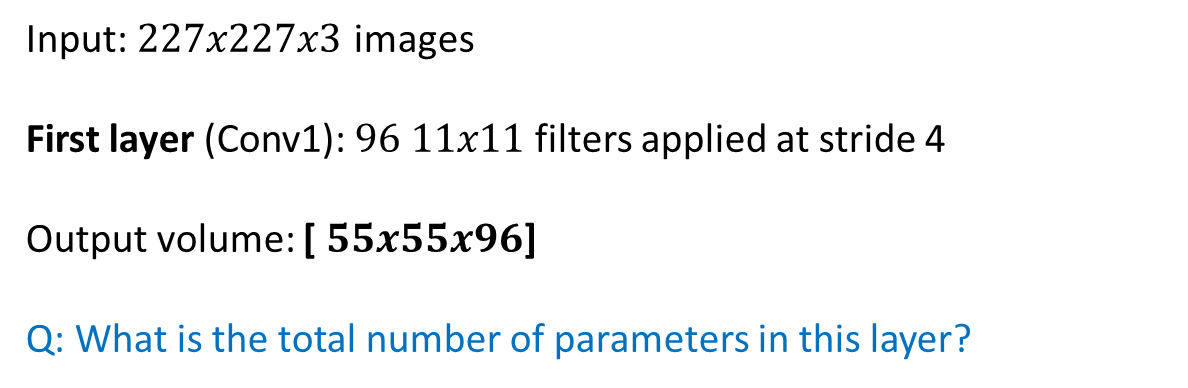 Input: 227x227x3 images
First layer (Conv1): 96 11x11 filters applied at stride 4
Output volume: [ 55x55x96]
Q: What is the total number of parameters in this layer?